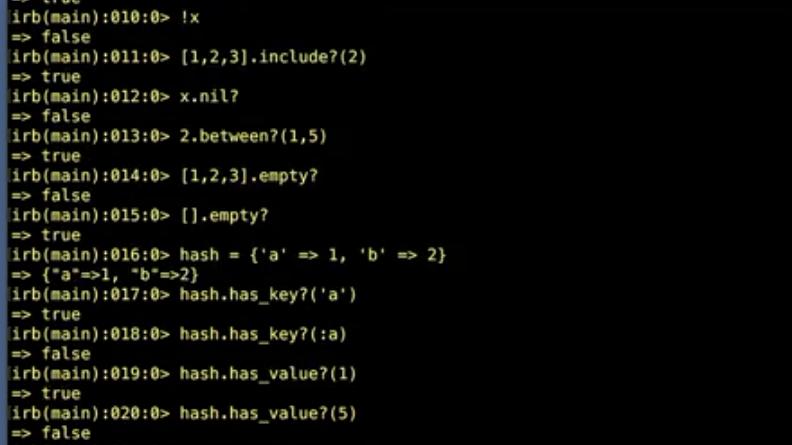 => true
irb(main):010:0> !x
=> false
irb(main):011:0> [1,2,3].include?(2)
=> true
irb(main):012:0> x.nil?
=> false
irb(main):013:0> 2.between?(1,5)
=> true
irb(main):014:0> [1,2,3].empty?
=> false
irb(main):015:0> [].empty?
=> true
irb(main):016:0> hash = {'a' => 1, 'b' => 2}
=> {"a"=>1, "b"=>2}
irb(main):017:0> hash.has_key?('a')
=> true
irb(main):018:0> hash.has_key?(:a)
=> false
irb(main):019:0> hash.has_value?(1)
=> true
irb(main):020:0> hash.has_value?(5)
=> false